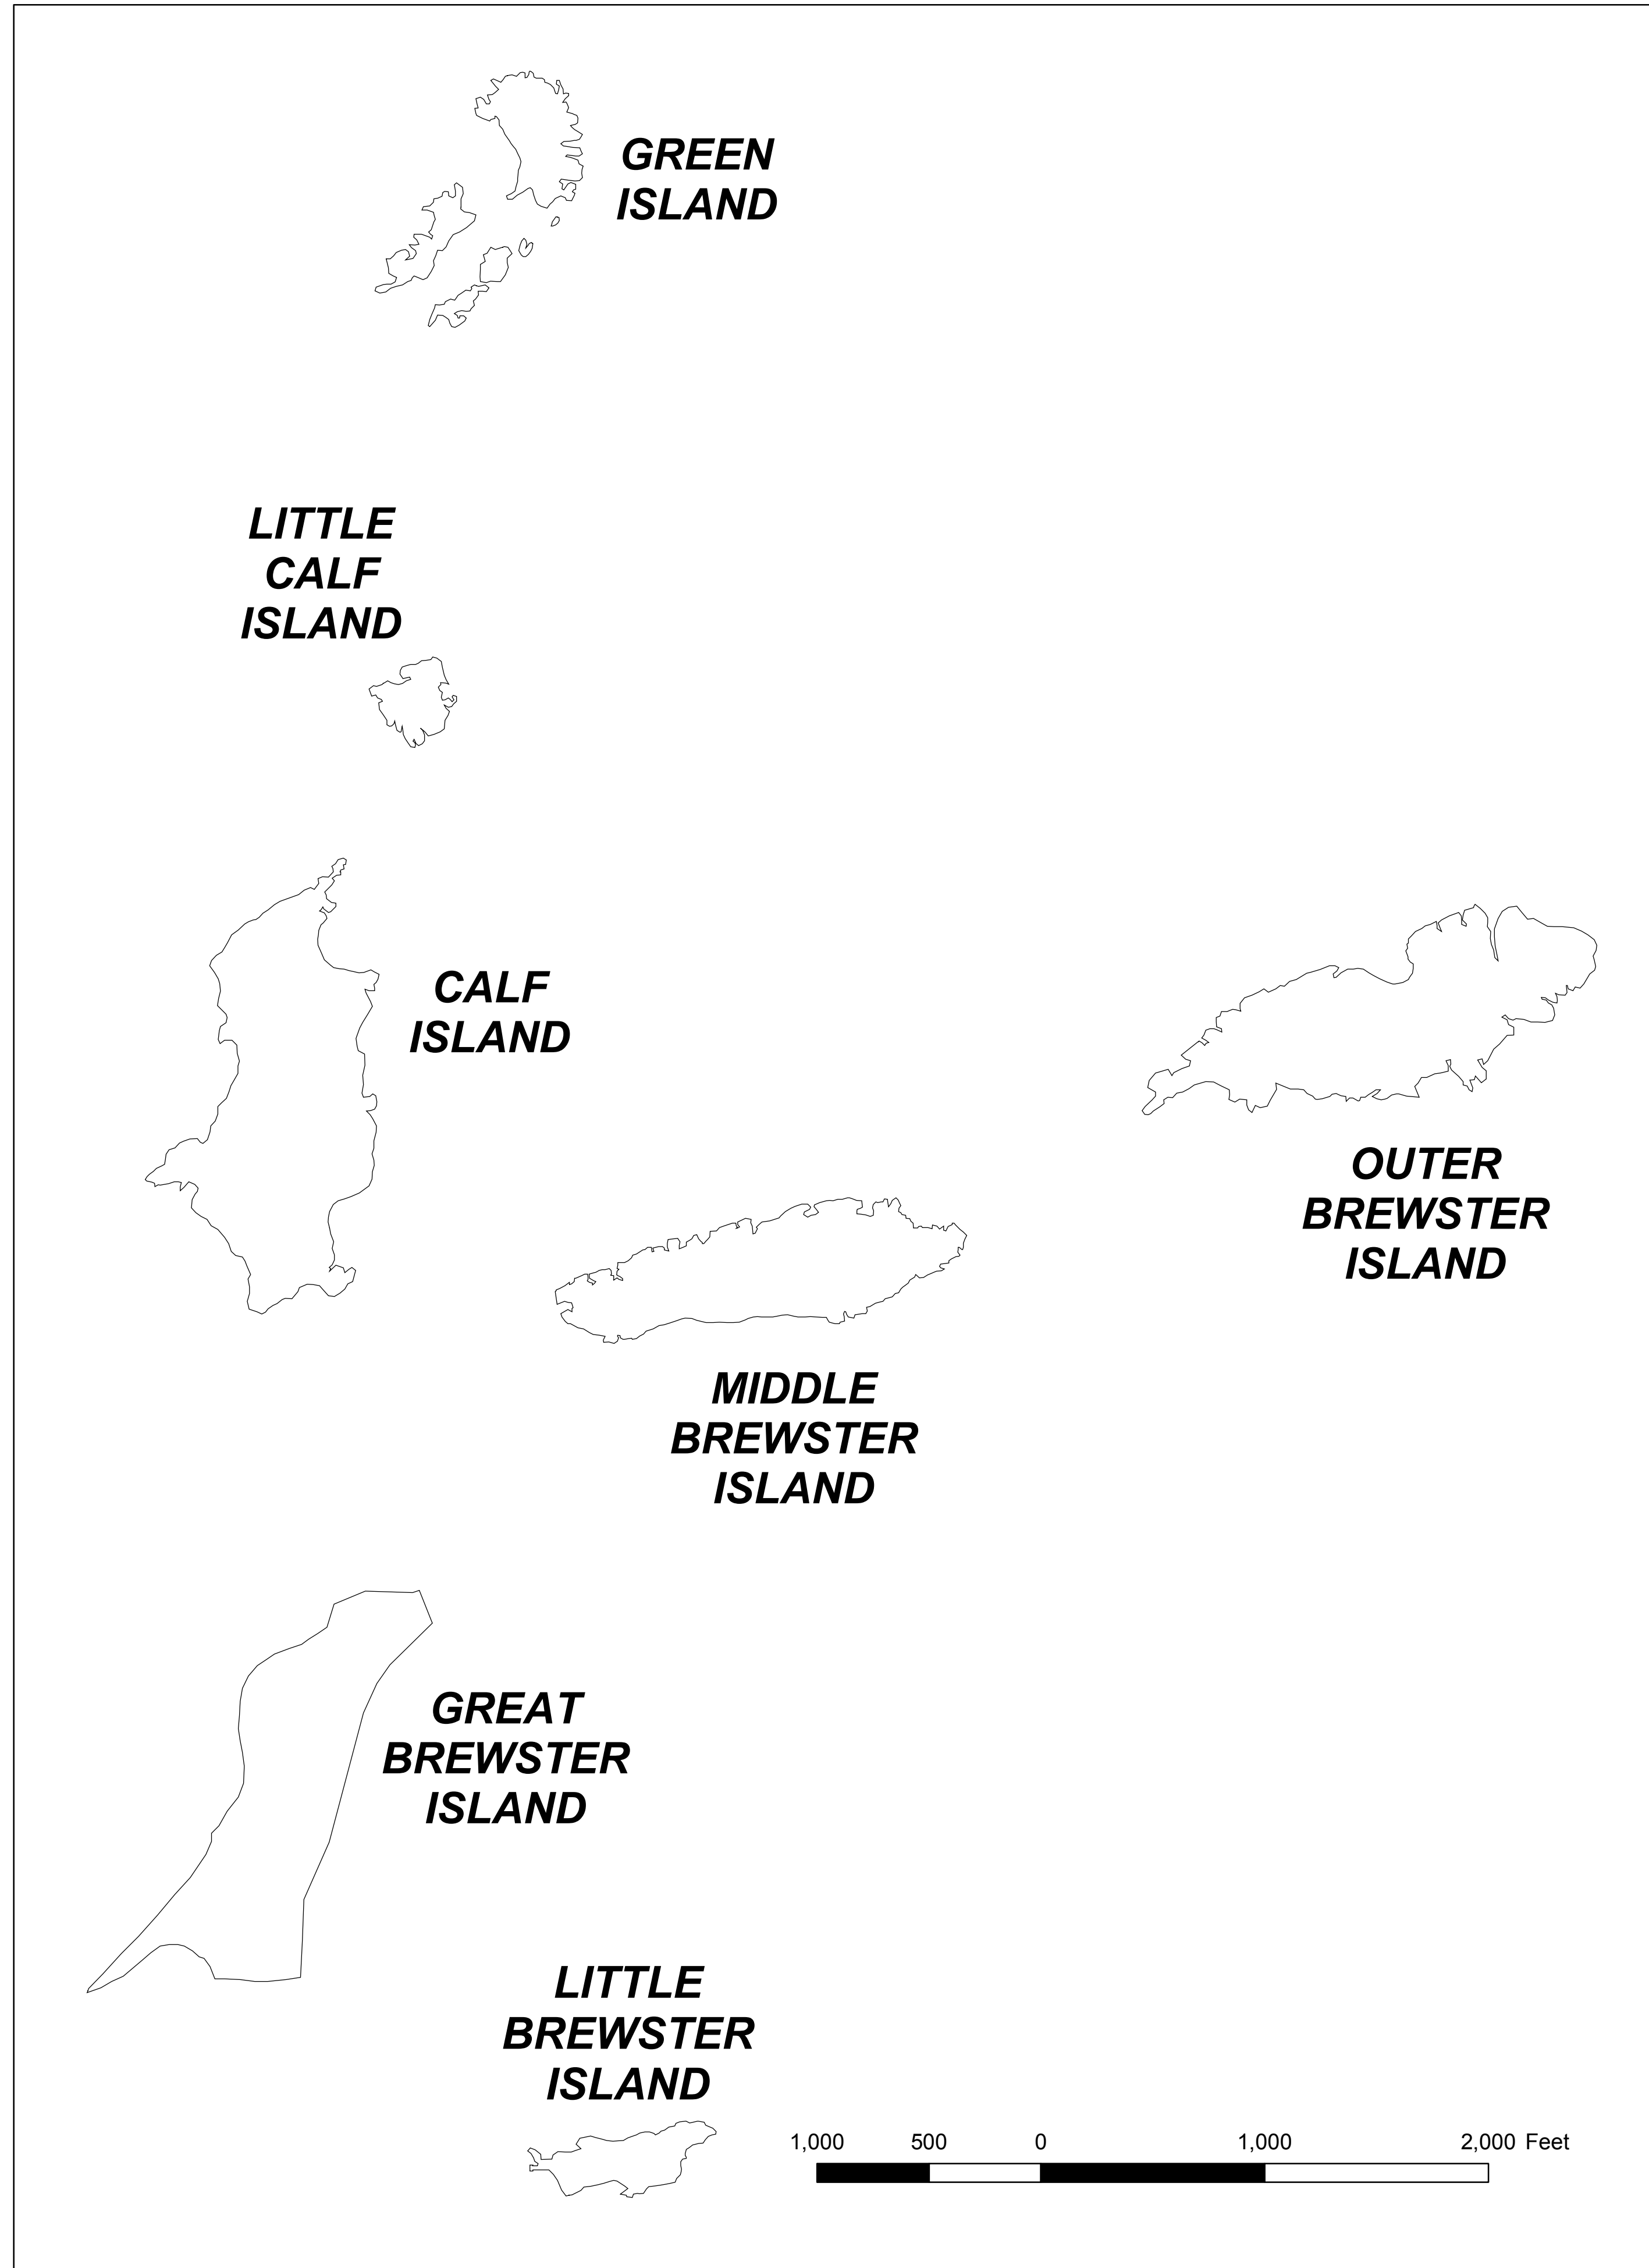 GREEN
ISLAND
LITTLE
CALF
ISLAND
CALF
ISLAND
OUTER
BREWSTER
ISLAND
MIDDLE
BREWSTER
ISLAND
GREAT
BREWSTER
ISLAND
LITTLE
BREWSTER
ISLAND
1,000 500 0 1,000 2,000 Feet